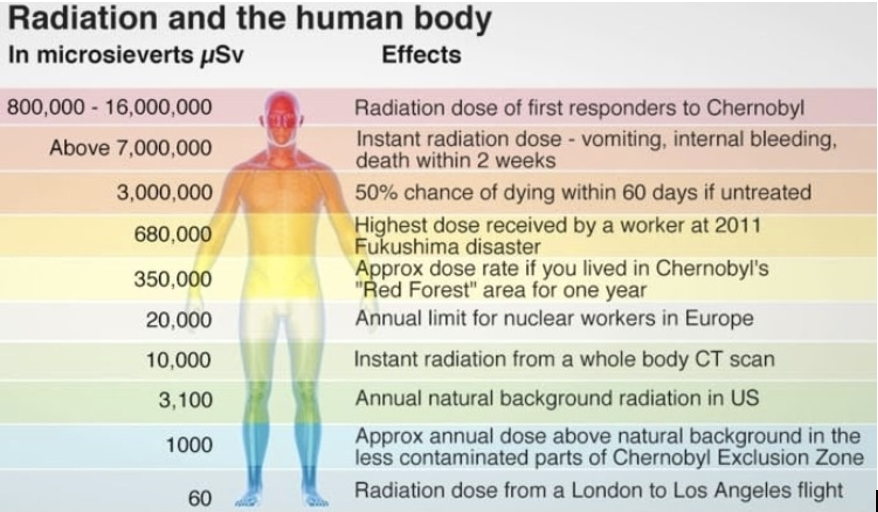 Radiation and the human body
In microsieverts µSv Effects
800,000 - 16,000,000 Radiation dose of first responders to Chernobyl
Above 7,000,000 Instant radiation dose - vomiting, internal bleeding,
death within 2 weeks
3,000,000 50% chance of dying within 60 days if untreated
680,000 Highest dose received by a worker at 2011
Fukushima disaster
350,000 Approx dose rate if you lived in Chernobyl's
"Red Forest" area for one year
20,000 Annual limit for nuclear workers in Europe
10,000 Instant radiation from a whole body CT scan
3,100 Annual natural background radiation in US
1000 Approx annual dose above natural background in the
less contaminated parts of Chernobyl Exclusion Zone
60 Radiation dose from a London to Los Angeles flight